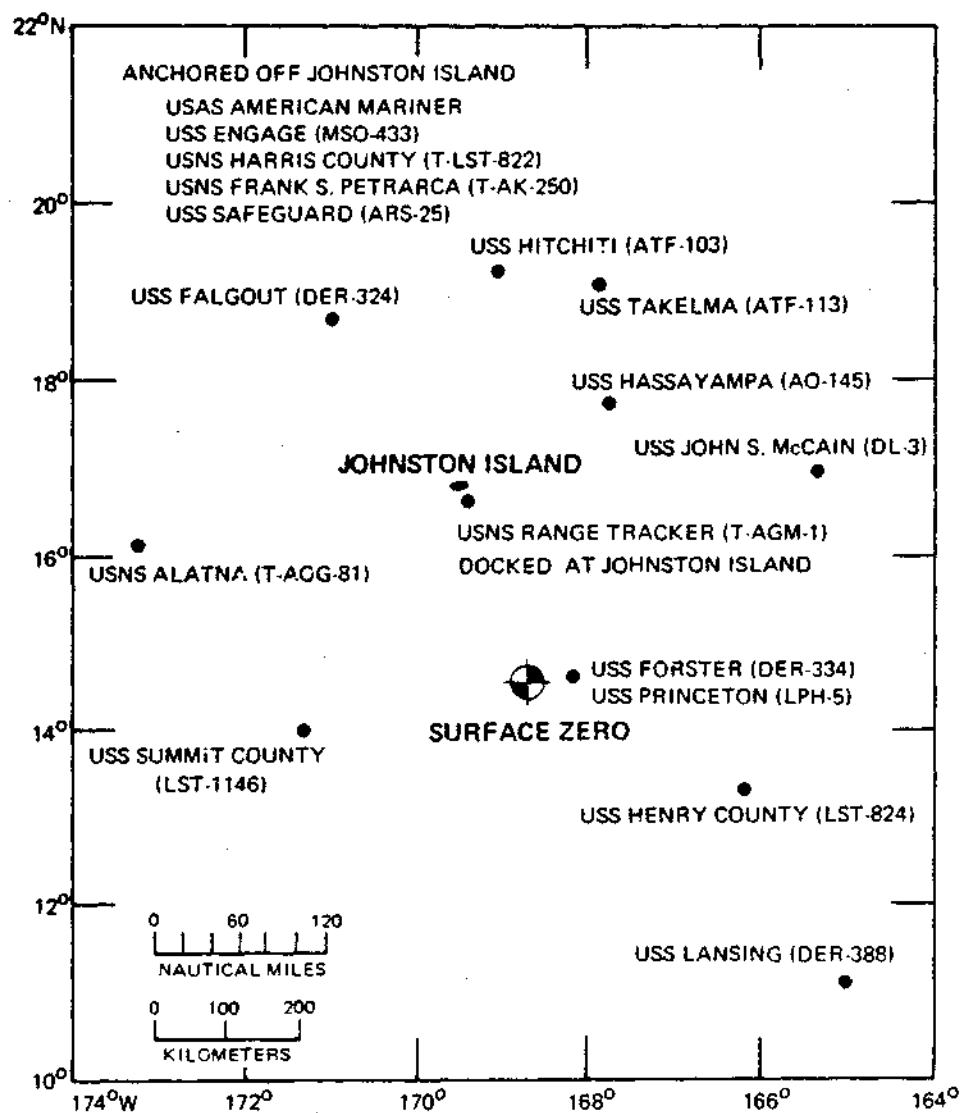 22°N
ANCHORED OFF JOHNSTON ISLAND
USAS AMERICAN MARINER
USS ENGAGE (MSO-433)
USNS HARRIS COUNTY (T-LST-822)
USNS FRANK S. PETRARCA (T-AK-250)
USS SAFEGUARD (ARS-25)
20°
USS HITCHITI (ATF-103)
USS FALGOUT (DER-324)
USS TAKELMA (ATF-113)
18°
USS HASSAYAMPA (AO-145)
USS JOHN S. McCAIN (DL-3)
JOHNSTON ISLAND
USNS RANGE TRACKER (T-AGM-1)
DOCKED AT JOHNSTON ISLAND
16°
USNS ALATNA (T-AOG-81)
USS FORSTER (DER-334)
USS PRINCETON (LPH-5)
SURFACE ZERO
14°
USS SUMMIT COUNTY
(LST-1146)
USS HENRY COUNTY (LST-824)
12°
0 60 120
NAUTICAL MILES
USS LANSING (DER-388)
0 100 200
KILOMETERS
10°
174°W 172° 170° 168° 166° 164°